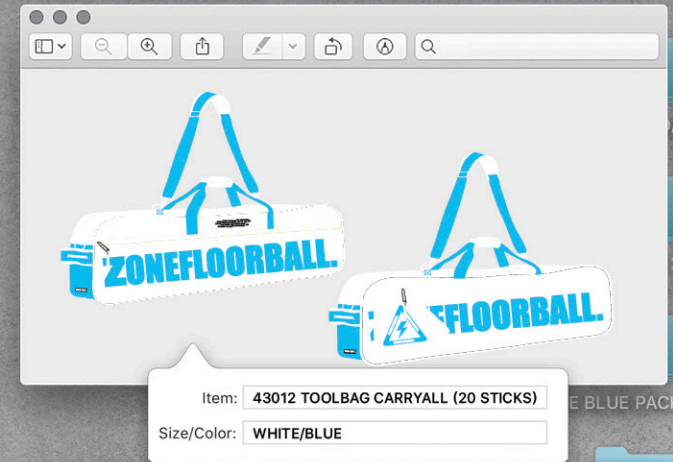 ZONEFLOORBALL.
EFLOORBALL.
Item: 43012 TOOLBAG CARRYALL (20 STICKS)
E BLUE PACK
Size/Color: WHITE/BLUE